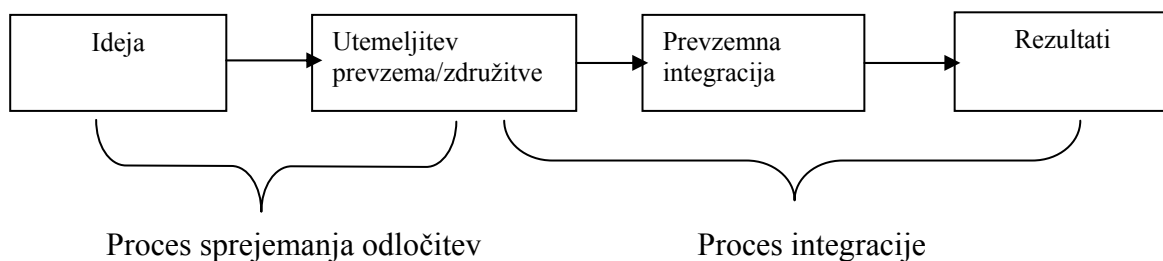 Ideja
Utemeljitev
prevzema/združitve
Prevzemna
integracija
Rezultati
Proces sprejemanja odločitev
Proces integracije